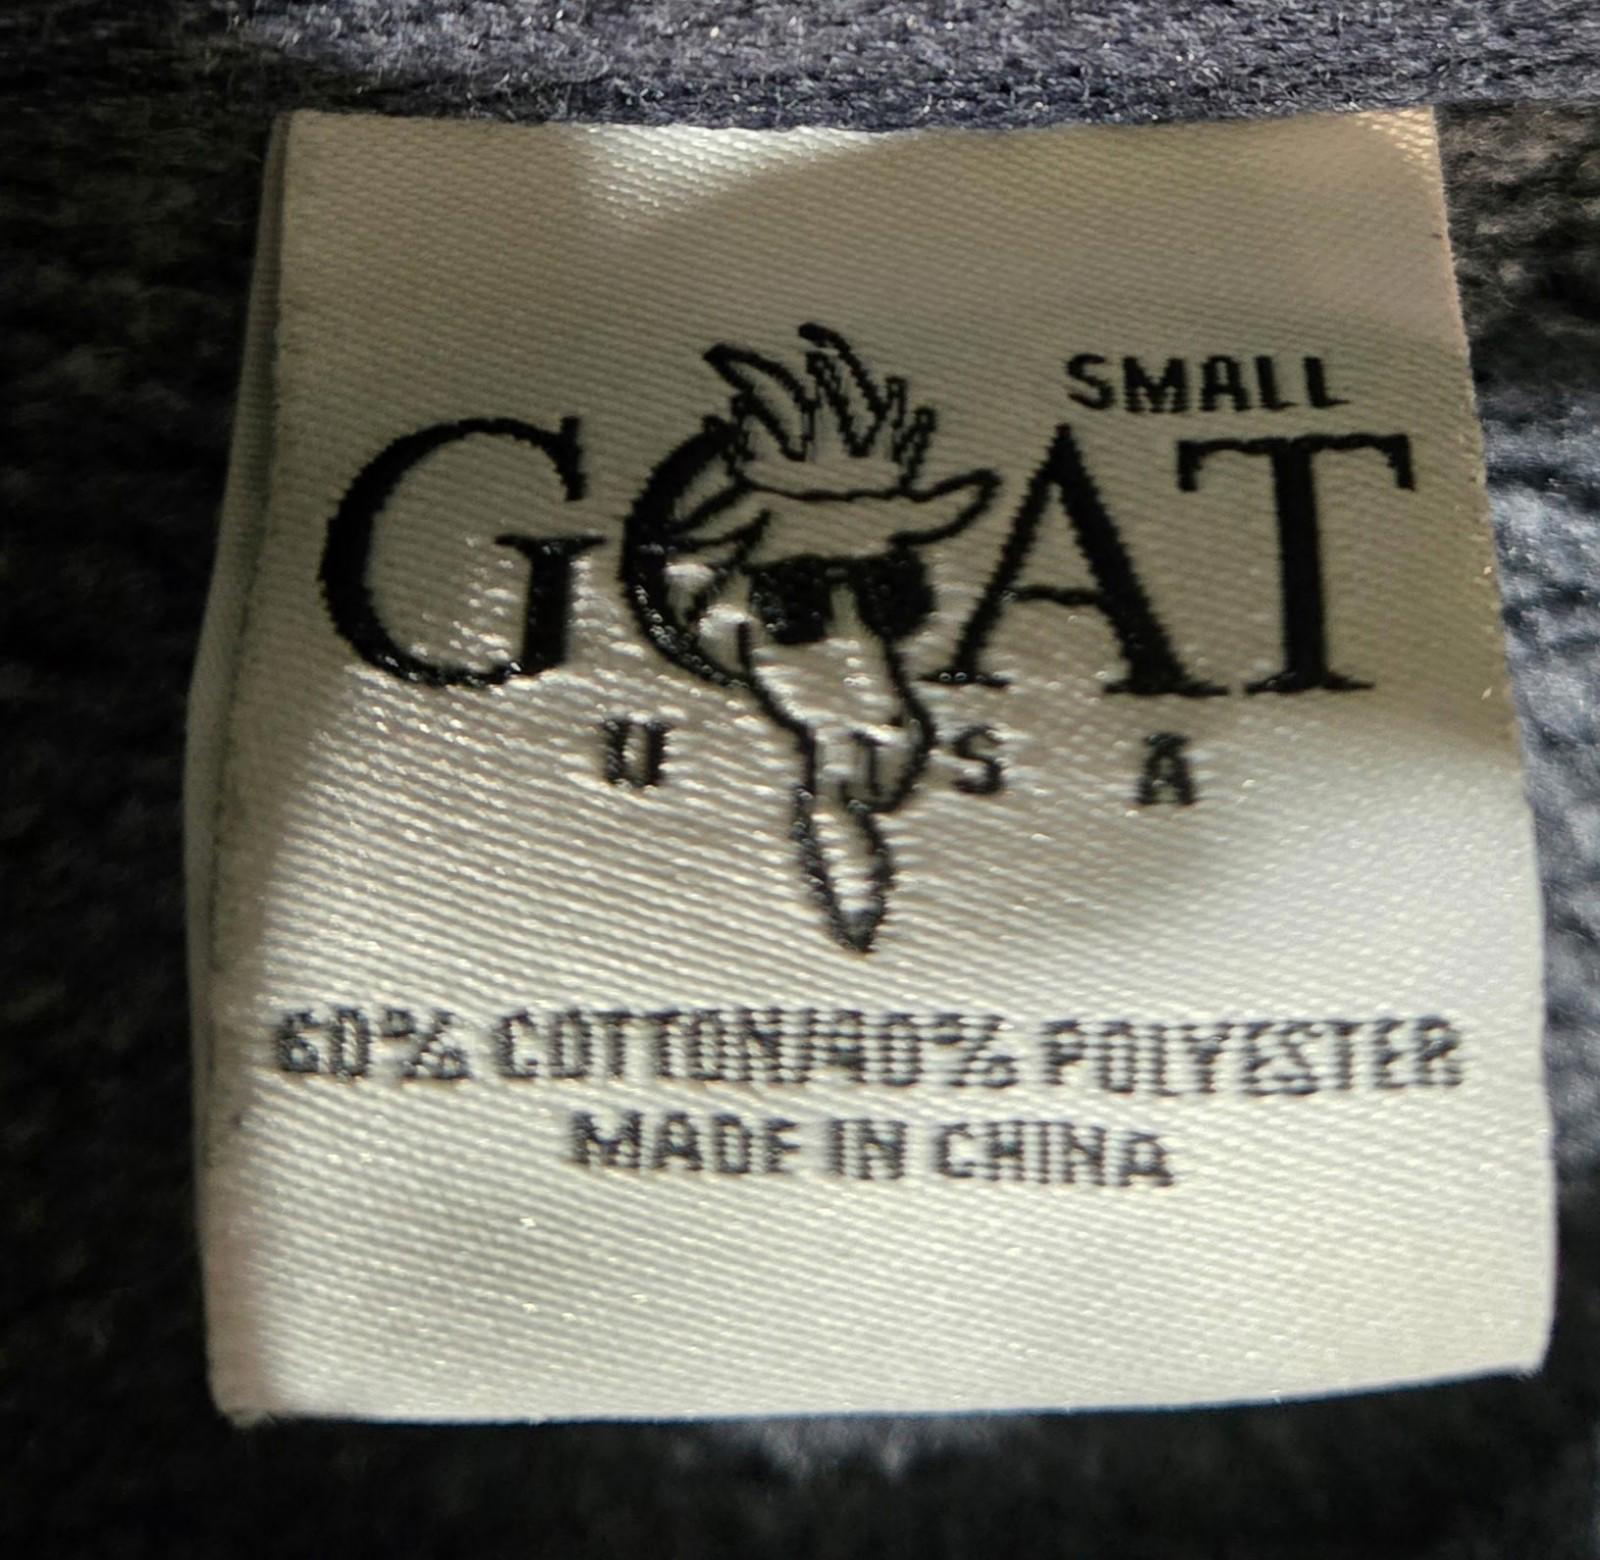 SMALL
GOAT
U S A
60% COTTON/40% POLYESTER
MADE IN CHINA